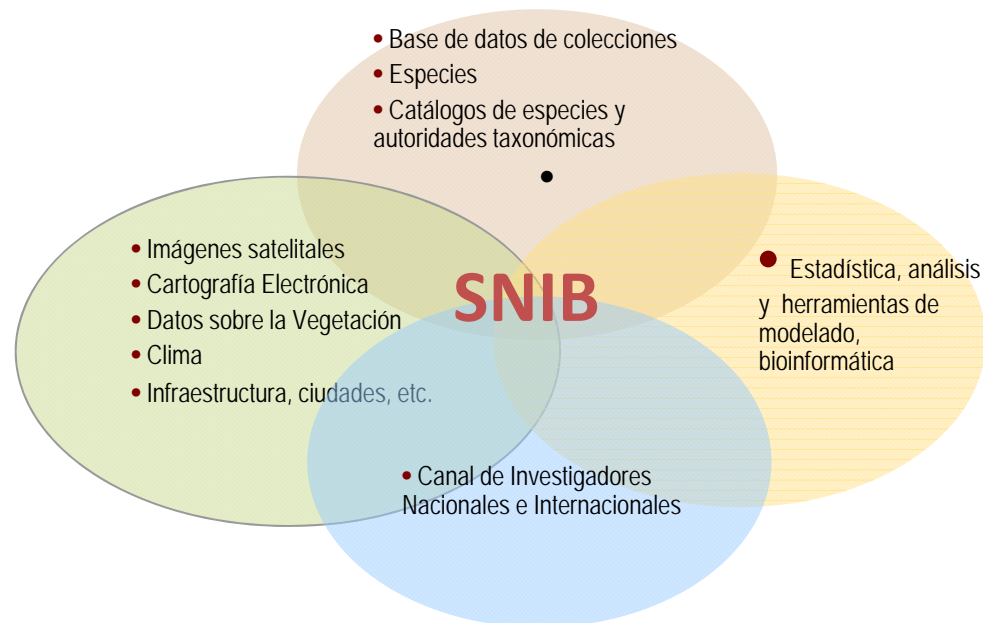 • Base de datos de colecciones
• Especies
• Catálogos de especies y
autoridades taxonómicas
•
• Imágenes satelitales
• Cartografía Electrónica
• Datos sobre la Vegetación
• Clima
• Infraestructura, ciudades, etc.
SNIB
• Estadística, análisis
y herramientas de
modelado,
bioinformática
• Canal de Investigadores
Nacionales e Internacionales